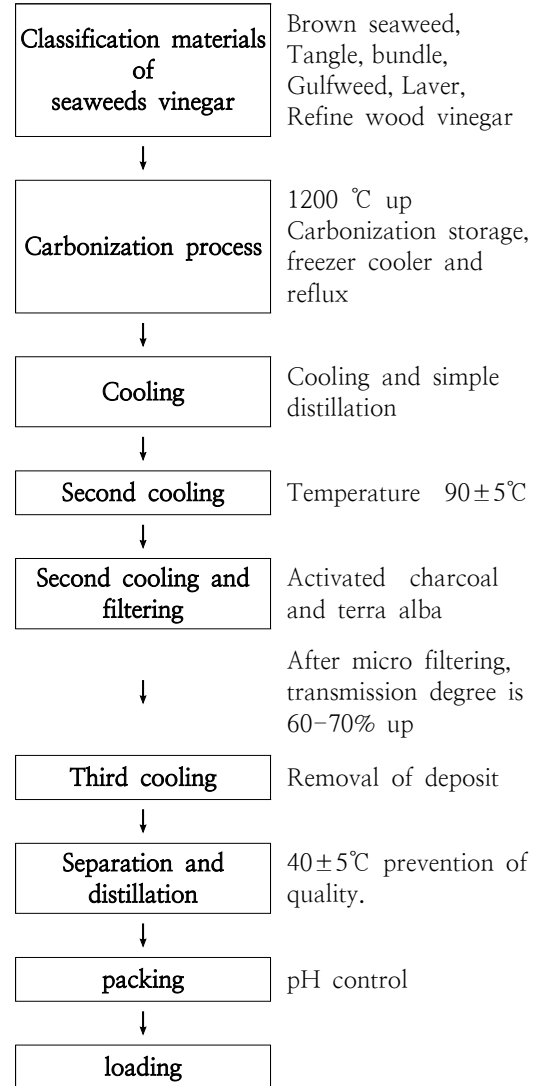 Classification materials
of
seaweeds vinegar
Brown seaweed,
Tangle, bundle,
Gulfweed, Laver,
Refine wood vinegar
Carbonization process
1200 ℃ up
Carbonization storage,
freezer cooler and
reflux
Cooling
Cooling and simple
distillation
Second cooling
Temperature 90±5℃
Second cooling and
filtering
Activated charcoal
and terra alba
After micro filtering,
transmission degree is
60-70% up
Third cooling
Removal of deposit
Separation and
distillation
40±5℃ prevention of
quality.
packing
pH control
loading